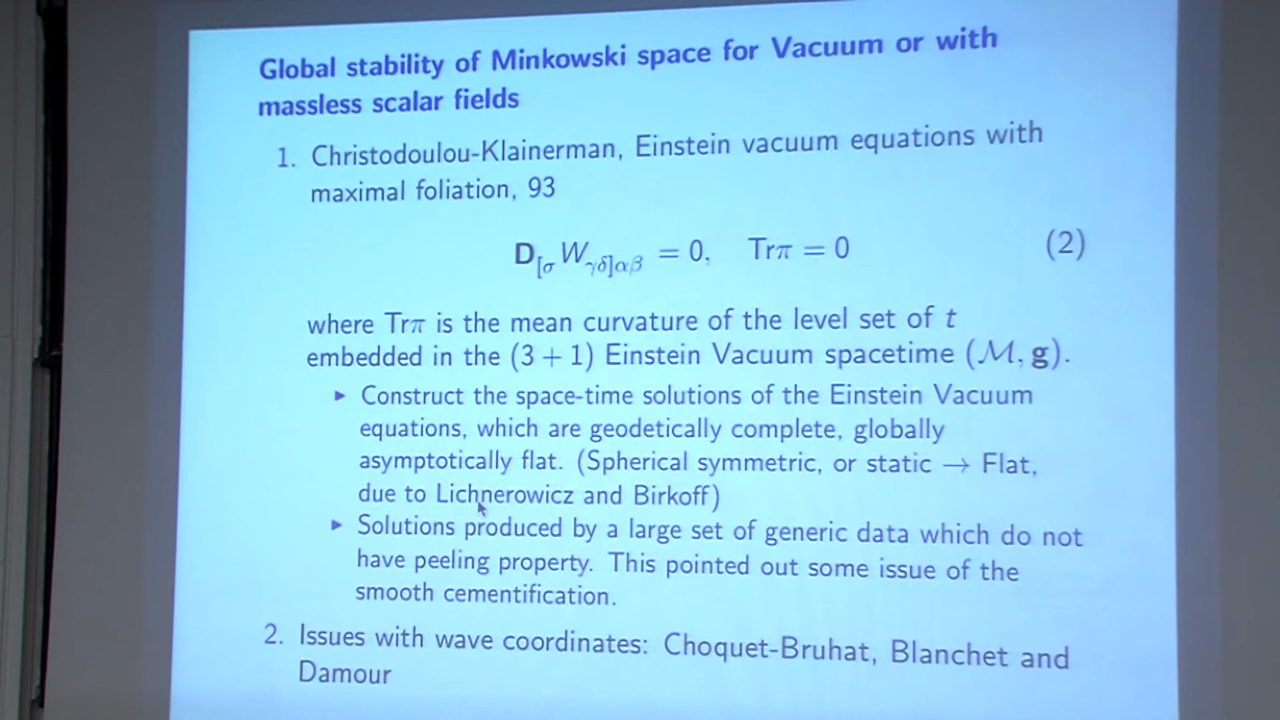 Global stability of Minkowski space for Vacuum or with
massless scalar fields
1. Christodoulou-Klainerman, Einstein vacuum equations with
maximal foliation, 93
D[σ Wγδ]αβ = 0, Trπ = 0 (2)
where Trπ is the mean curvature of the level set of t
embedded in the (3 + 1) Einstein Vacuum spacetime (ℳ, g).
▶ Construct the space-time solutions of the Einstein Vacuum
equations, which are geodetically complete, globally
asymptotically flat. (Spherical symmetric, or static → Flat,
due to Lichnerowicz and Birkoff)
▶ Solutions produced by a large set of generic data which do not
have peeling property. This pointed out some issue of the
smooth cementification.
2. Issues with wave coordinates: Choquet-Bruhat, Blanchet and
Damour